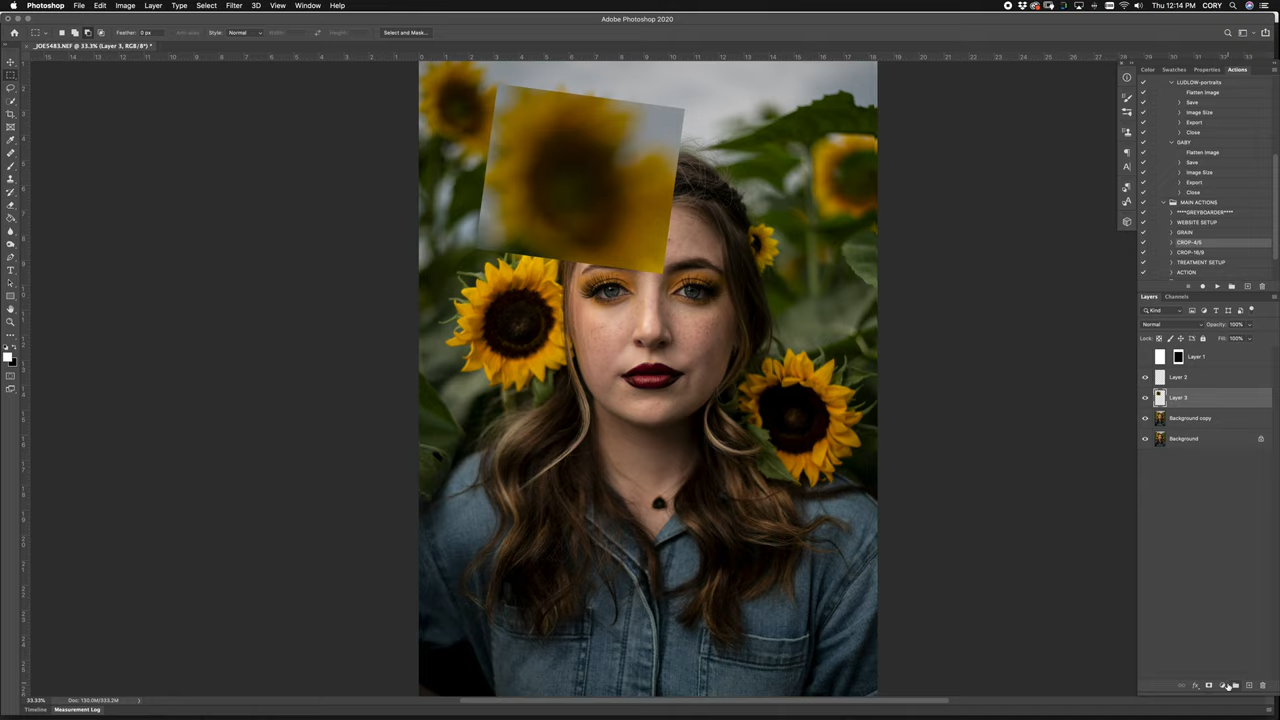 Photoshop File Edit Image Layer Type Select Filter 3D View Window Help
Thu 12:14 PM CORY
Adobe Photoshop 2020
Feather: 0 px Style: Normal Select and Mask...
_JOE5483.NEF @ 33.3% (Layer 3, RGB/8*) *
Color Swatches Properties Actions
LUDLOW-portraits
Flatten Image
Save
Image Size
Export
Close
GABY
Flatten Image
Save
Image Size
Export
Close
MAIN ACTIONS
****GREYBOARDER****
WEBSITE SETUP
GRAIN
CROP-4/5
CROP-16/9
TREATMENT SETUP
ACTION
Layers Channels
Kind
Normal Opacity: 100%
Lock: Fill: 100%
Layer 1
Layer 2
Layer 3
Background copy
Background
33.33% Doc: 130.0M/333.2M
Timeline Measurement Log